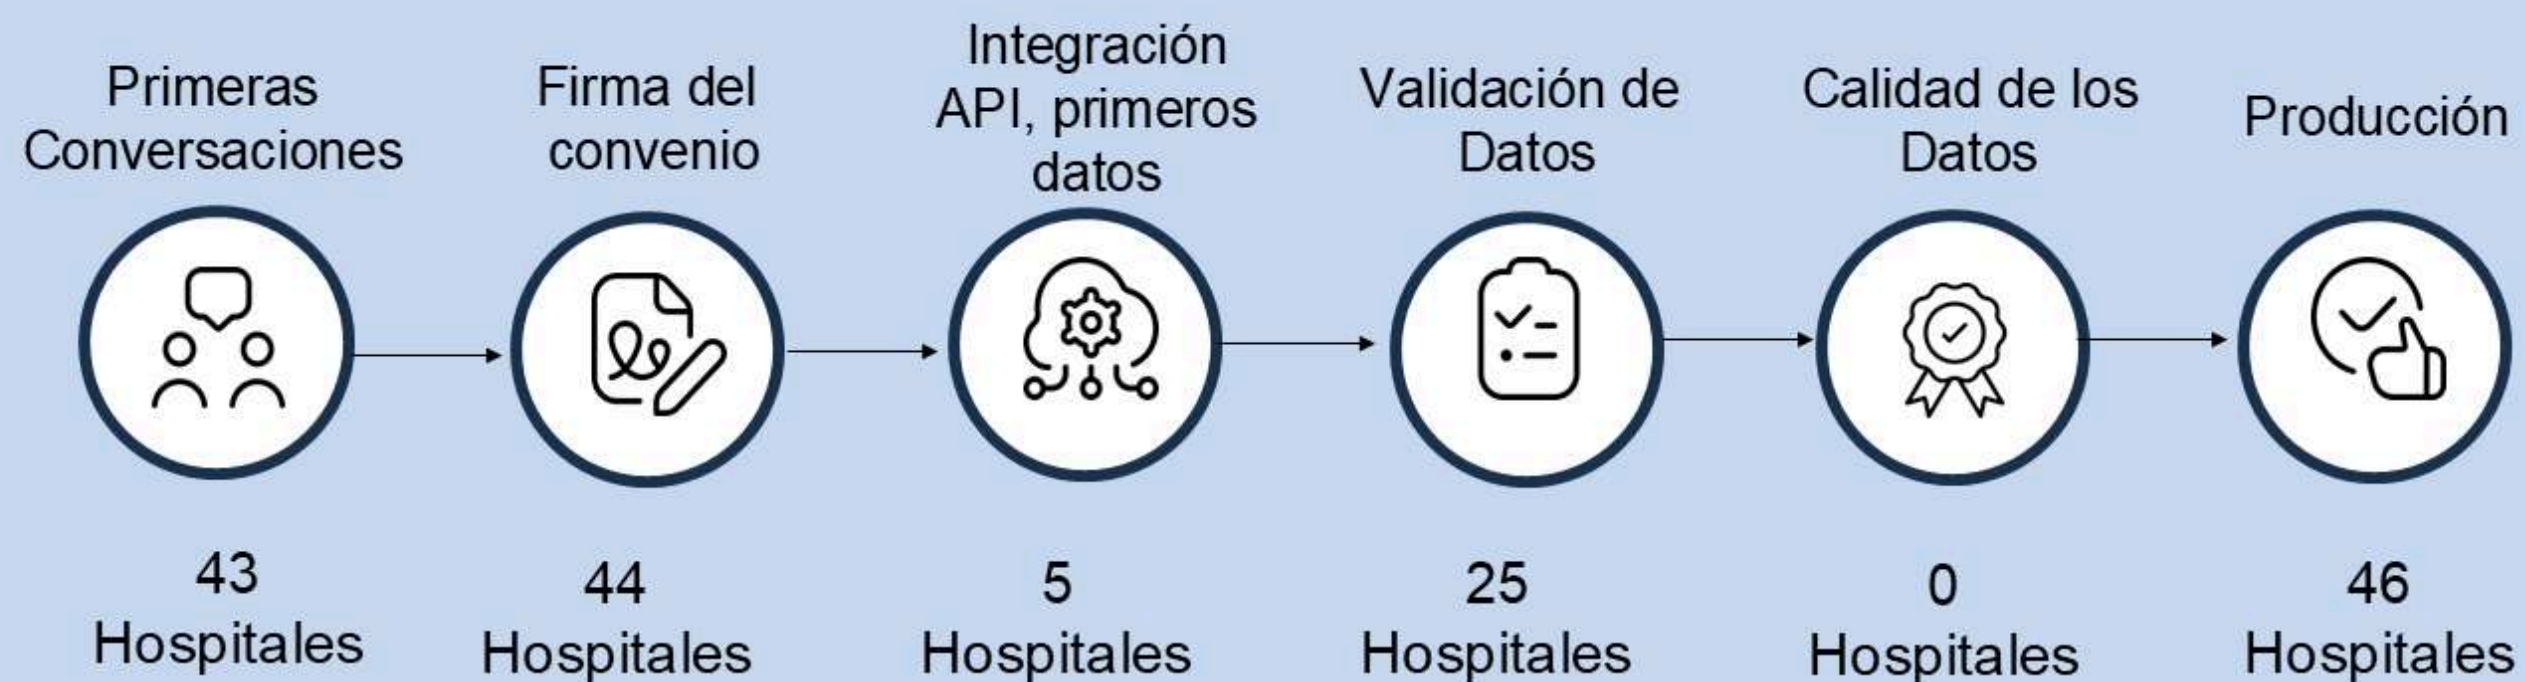 Primeras
Conversaciones
Firma del
convenio
Integración
API, primeros
datos
Validación de
Datos
Calidad de los
Datos
Producción
43
Hospitales
44
Hospitales
5
Hospitales
25
Hospitales
0
Hospitales
46
Hospitales